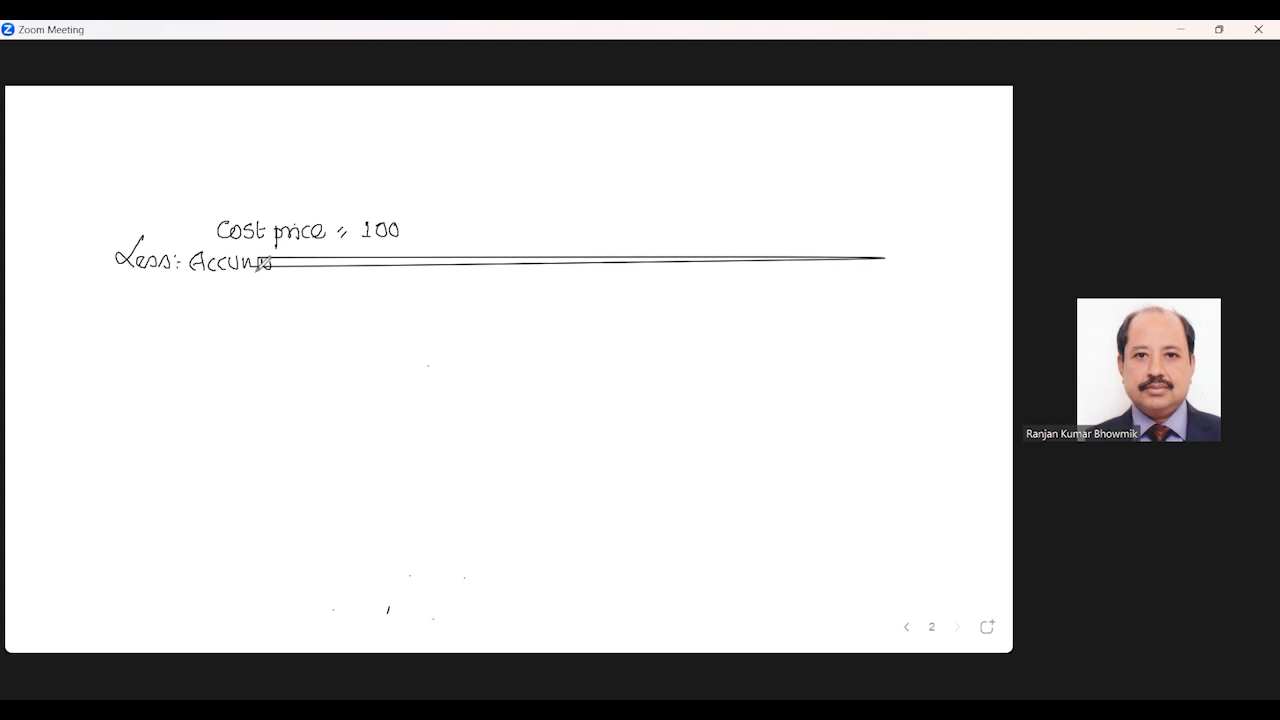 Zoom Meeting
Cost price = 100
Less:- Accum
Ranjan Kumar Bhowmik
2